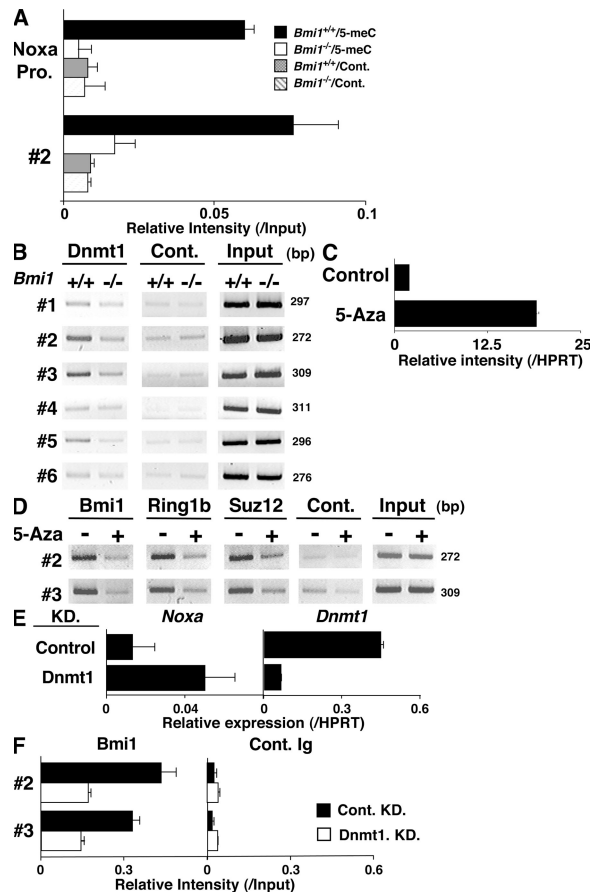 A
Noxa
Pro.
Bmi1+/+/5-meC
Bmi1-/-/5-meC
Bmi1+/+/Cont.
Bmi1-/-/Cont.
#2
0 0.05 0.1
Relative Intensity (/Input)
B
Dnmt1 Cont. Input (bp)
Bmi1 +/+ -/- +/+ -/- +/+ -/-
#1 297
#2 272
#3 309
#4 311
#5 296
#6 276
C
Control
5-Aza
0 12.5 25
Relative intensity (/HPRT)
D
Bmi1 Ring1b Suz12 Cont. Input (bp)
5-Aza - + - + - + - + - +
#2 272
#3 309
E
KD. Noxa Dnmt1
Control
Dnmt1
0 0.04 0 0.3 0.6
Relative expression (/HPRT)
F
Bmi1 Cont. Ig
#2
#3
Cont. KD.
Dnmt1. KD.
0 0.3 0 0.3 0.6
Relative Intensity (/Input)